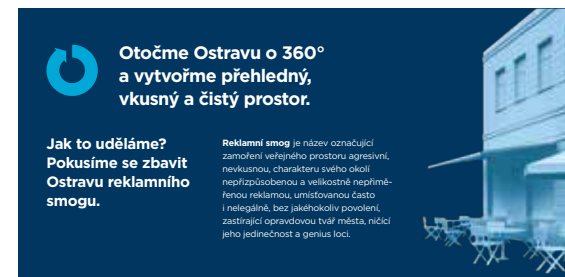 Otočme Ostravu o 360°
a vytvořme přehledný,
vkusný a čistý prostor.
Jak to uděláme?
Pokusíme se zbavit
Ostravu reklamního
smogu.
Reklamní smog je název označující
zamoření veřejného prostoru agresivní,
nevkusnou, charakteru svého okolí
nepřizpůsobenou a velikostně nepřimě-
řenou reklamou, umísťovanou často
i nelegálně, bez jakéhokoliv povolení,
zastírající opravdovou tvář města, ničící
jeho jedinečnost a genius loci.